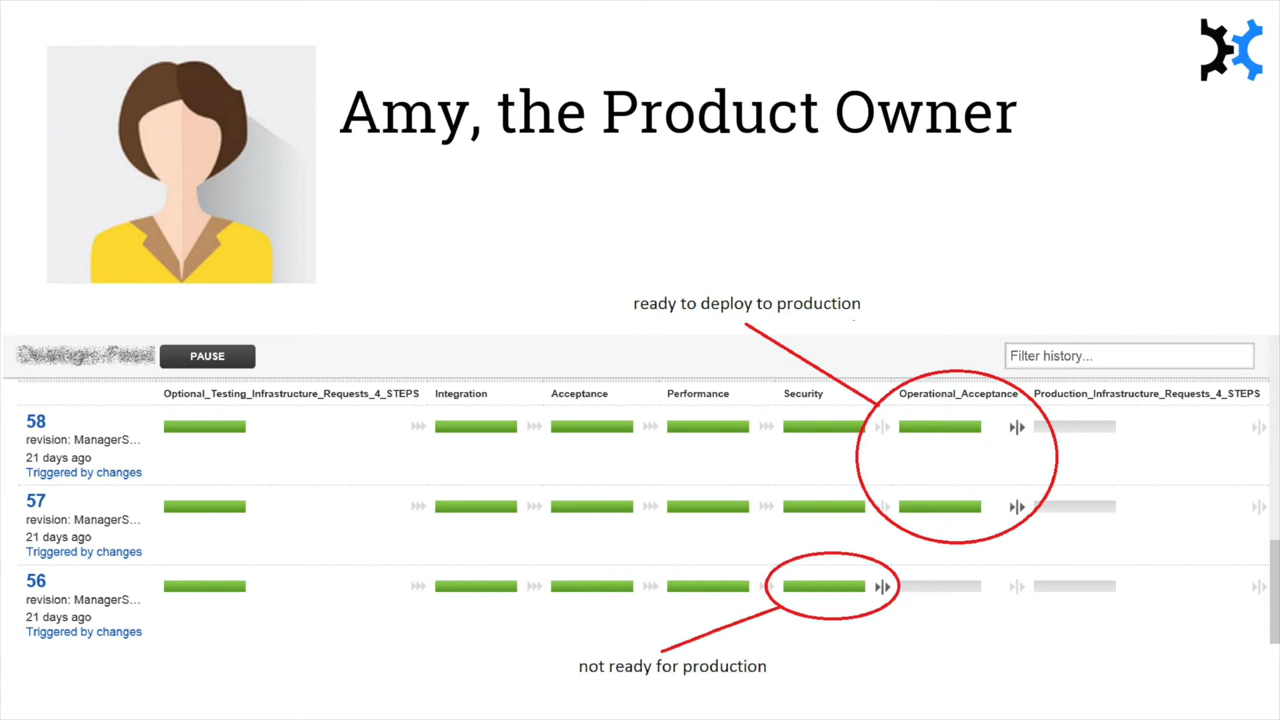 Amy, the Product Owner
ready to deploy to production
PAUSE
Filter history...
Optional_Testing_Infrastructure_Requests_4_STEPS Integration Acceptance Performance Security Operational_Acceptance Production_Infrastructure_Requests_4_STEPS
58
revision: ManagerS...
21 days ago
Triggered by changes
57
revision: ManagerS...
21 days ago
Triggered by changes
56
revision: ManagerS...
21 days ago
Triggered by changes
not ready for production